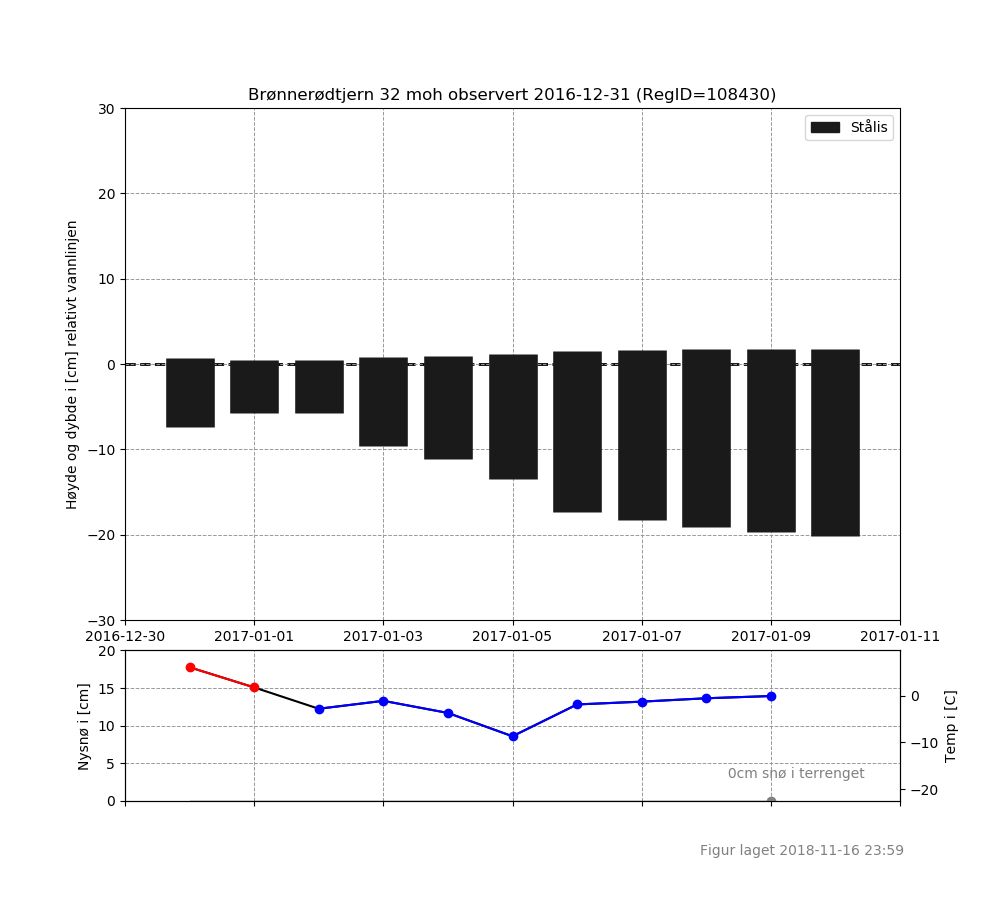 Brønnerødtjern 32 moh observert 2016-12-31 (RegID=108430)
Stålis
Høyde og dybde i [cm] relativt vannlinjen
30
20
10
0
−10
−20
−30
2016-12-30 2017-01-01 2017-01-03 2017-01-05 2017-01-07 2017-01-09 2017-01-11
Nysnø i [cm]
20
15
10
5
0
0
−10
−20
Temp i [C]
0cm snø i terrenget
Figur laget 2018-11-16 23:59